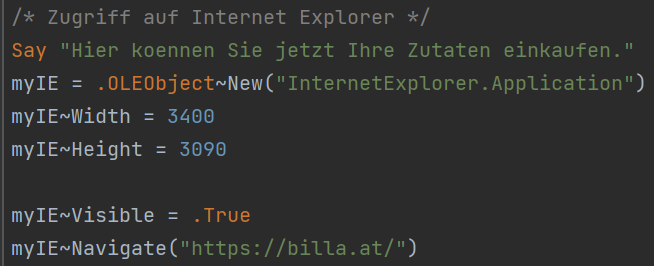 /* Zugriff auf Internet Explorer */
Say "Hier koennen Sie jetzt Ihre Zutaten einkaufen."
myIE = .OLEObject~New("InternetExplorer.Application")
myIE~Width = 3400
myIE~Height = 3090
myIE~Visible = .True
myIE~Navigate("https://billa.at/")